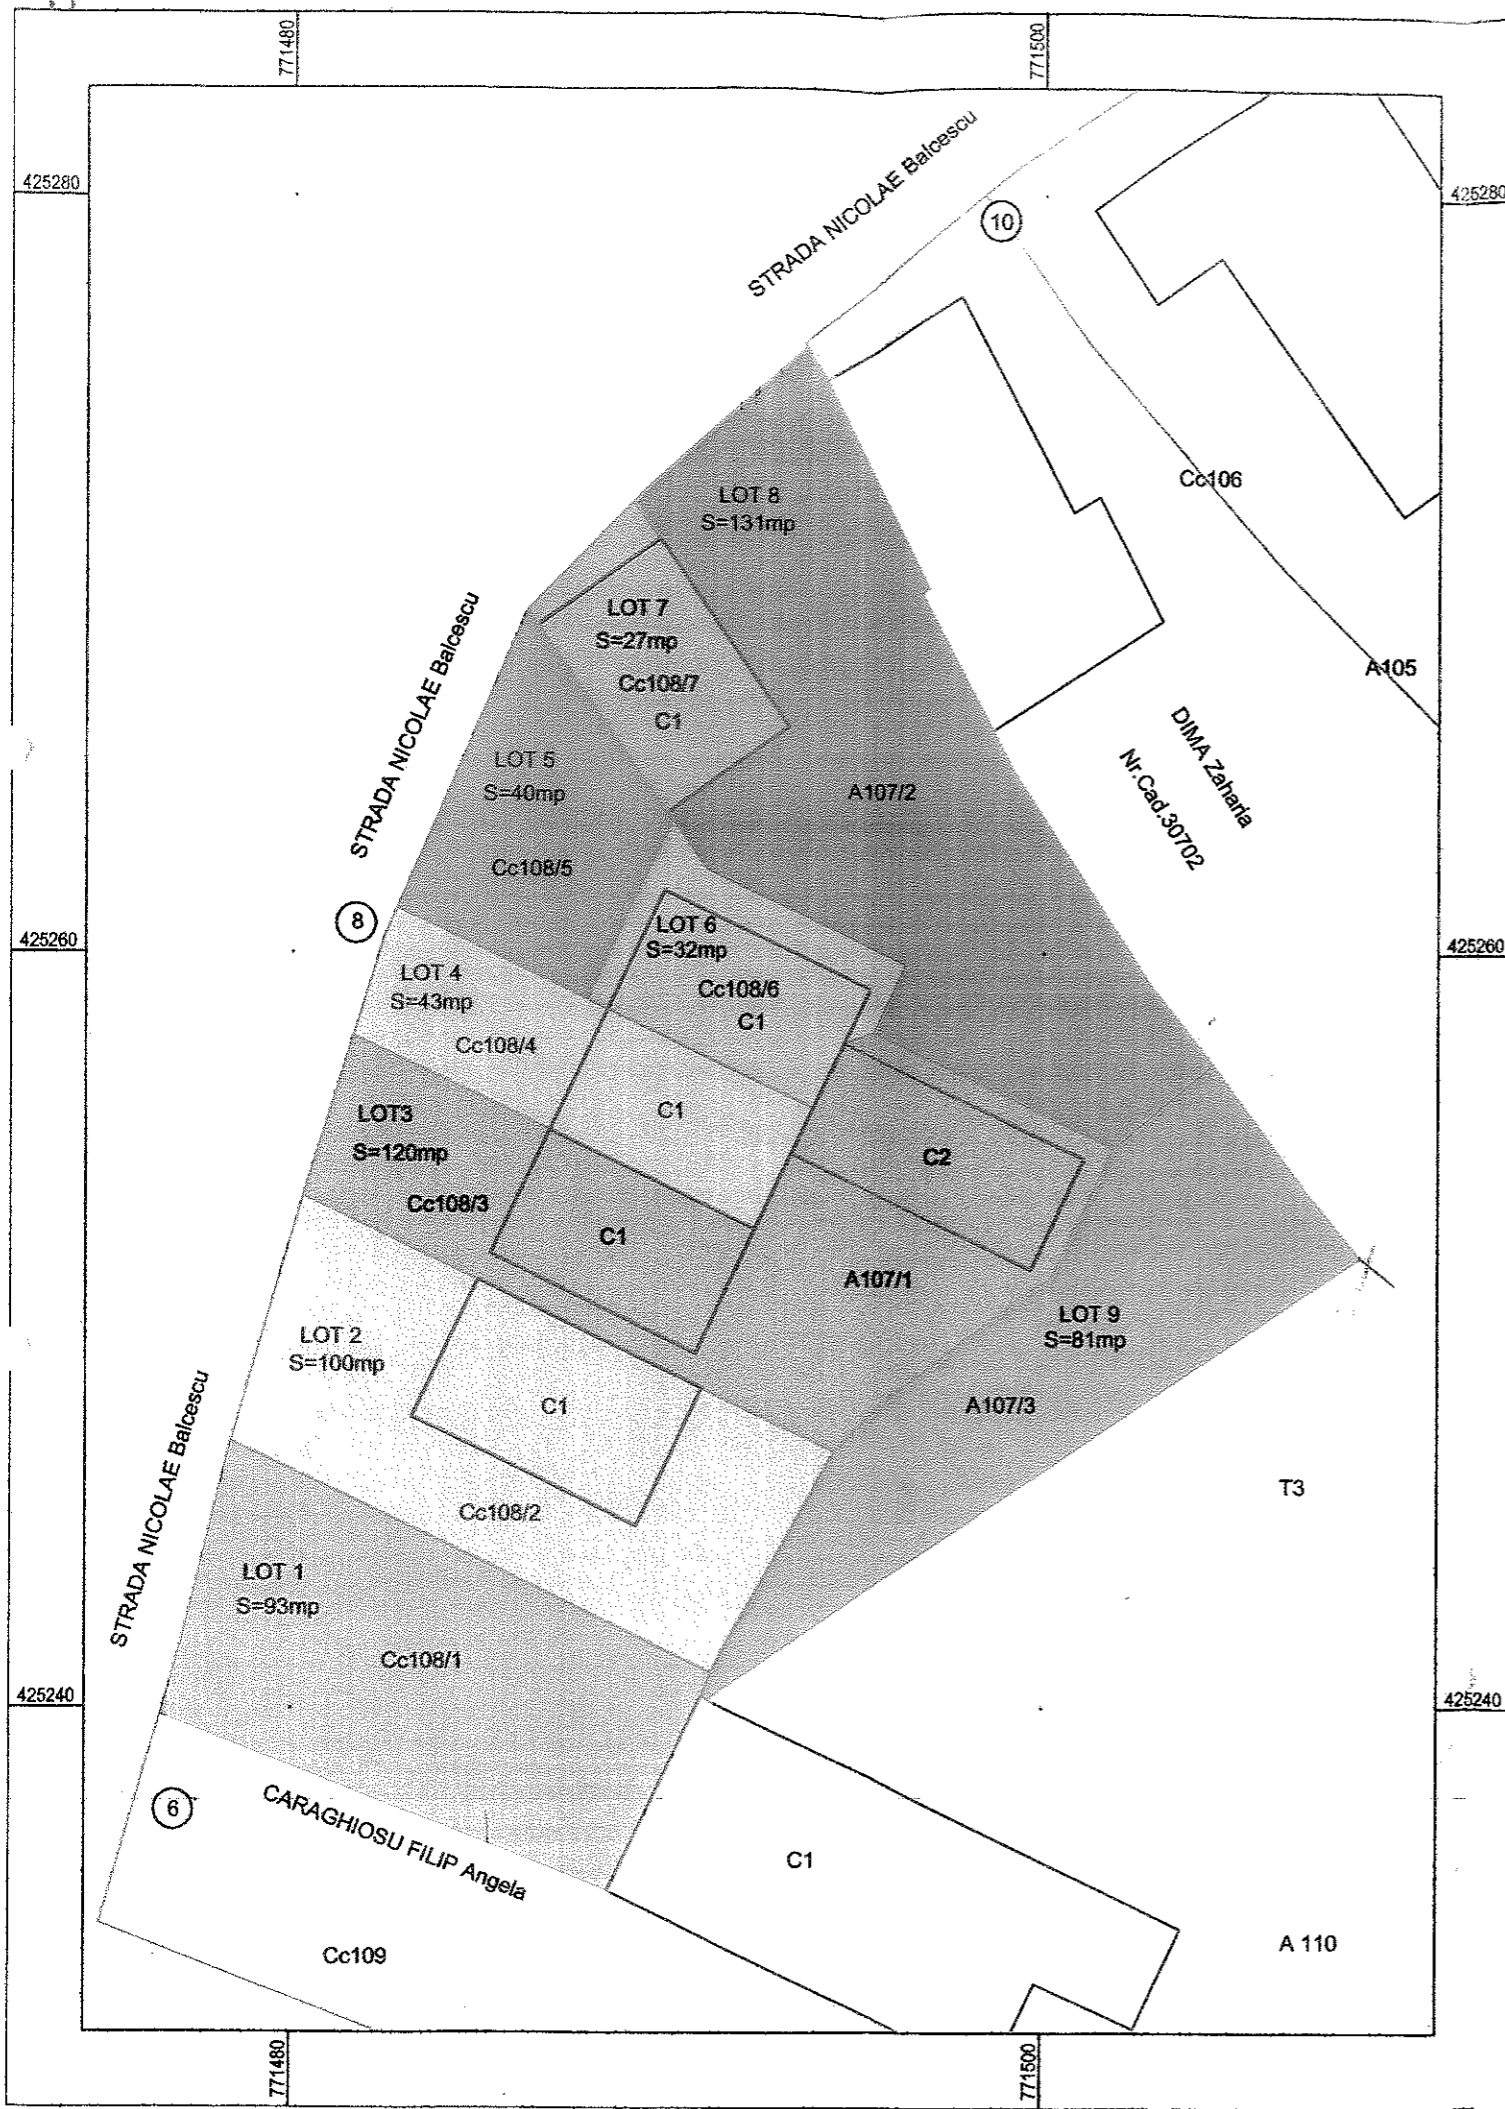 771480
771500
425280
425280
STRADA NICOLAE Balcescu
10
Cc106
LOT 8
S=131mp
LOT 7
S=27mp
Cc108/7
C1
A105
STRADA NICOLAE Balcescu
LOT 5
S=40mp
A107/2
DIMA Zaharia
Nr.Cad.30702
Cc108/5
8
LOT 6
S=32mp
425260
425260
LOT 4
S=43mp
Cc108/6
C1
Cc108/4
LOT3
S=120mp
C1
C2
Cc108/3
C1
A107/1
LOT 9
S=81mp
LOT 2
S=100mp
C1
A107/3
STRADA NICOLAE Balcescu
T3
Cc108/2
LOT 1
S=93mp
Cc108/1
425240
425240
6
CARAGHIOSU FILIP Angela
C1
Cc109
A 110
771480
771500